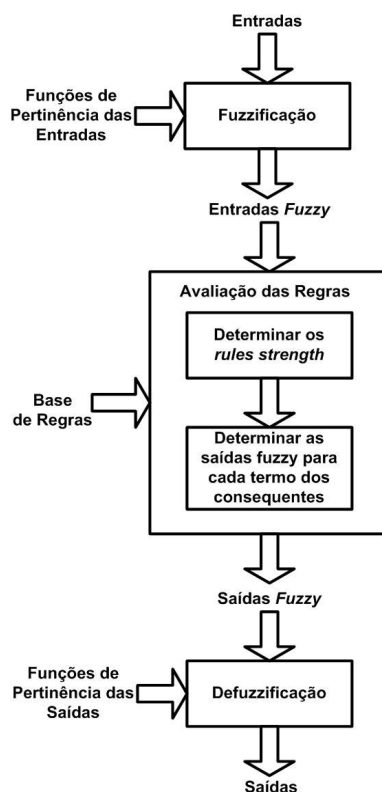 Entradas
Funções de
Pertinência das
Entradas
Fuzzificação
Entradas Fuzzy
Avaliação das Regras
Determinar os
rules strength
Base
de Regras
Determinar as
saídas fuzzy para
cada termo dos
consequentes
Saídas Fuzzy
Funções de
Pertinência das
Saídas
Defuzzificação
Saídas